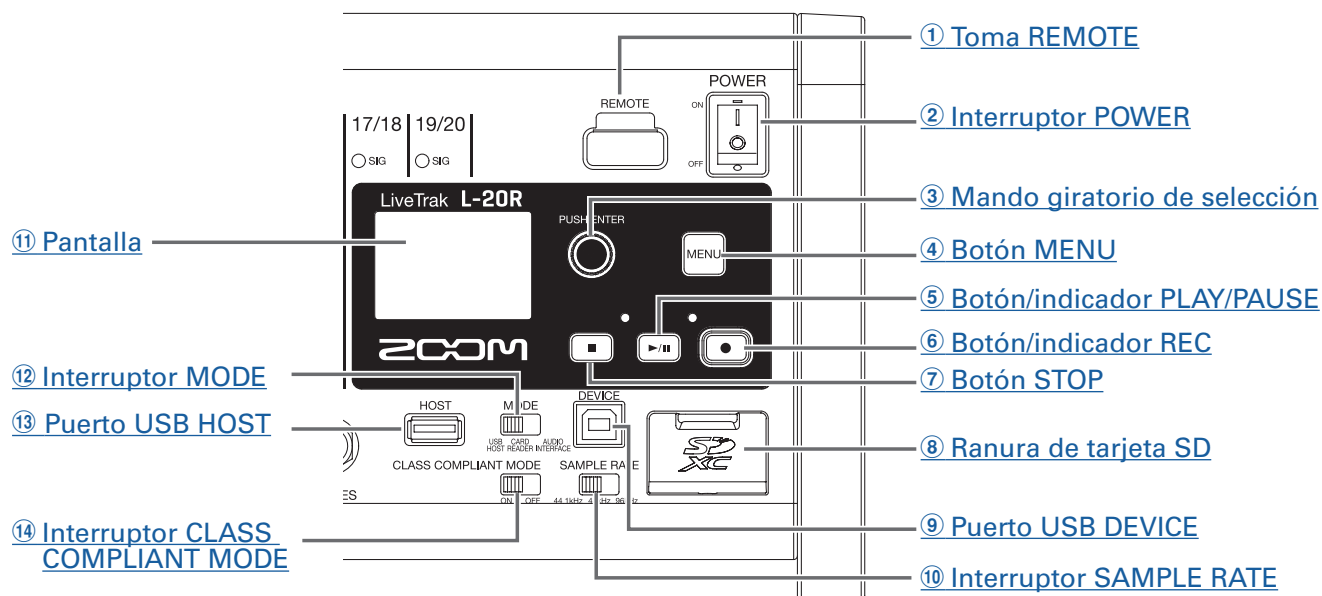 ① Toma REMOTE
POWER
REMOTE
ON
② Interruptor POWER
17/18 19/20
SIG SIG
OFF
LiveTrak L-20R
③ Mando giratorio de selección
PUSH ENTER
⑪ Pantalla
MENU
④ Botón MENU
⑤ Botón/indicador PLAY/PAUSE
ZOOM
⑥ Botón/indicador REC
⑫ Interruptor MODE
⑦ Botón STOP
HOST MODE DEVICE
⑬ Puerto USB HOST
USB HOST CARD READER AUDIO INTERFACE
SD XC
⑧ Ranura de tarjeta SD
CLASS COMPLIANT MODE SAMPLE RATE
ES
ON OFF 44.1kHz
⑭ Interruptor CLASS
COMPLIANT MODE
⑨ Puerto USB DEVICE
⑩ Interruptor SAMPLE RATE